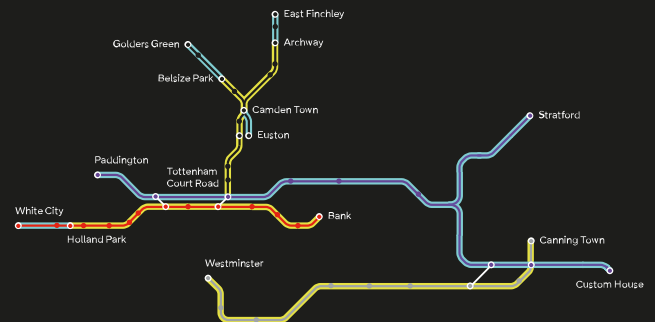 East Finchley
Golders Green
Archway
Belsize Park
Camden Town
Stratford
Euston
Paddington
Tottenham
Court Road
White City
Bank
Holland Park
Canning Town
Westminster
Custom House